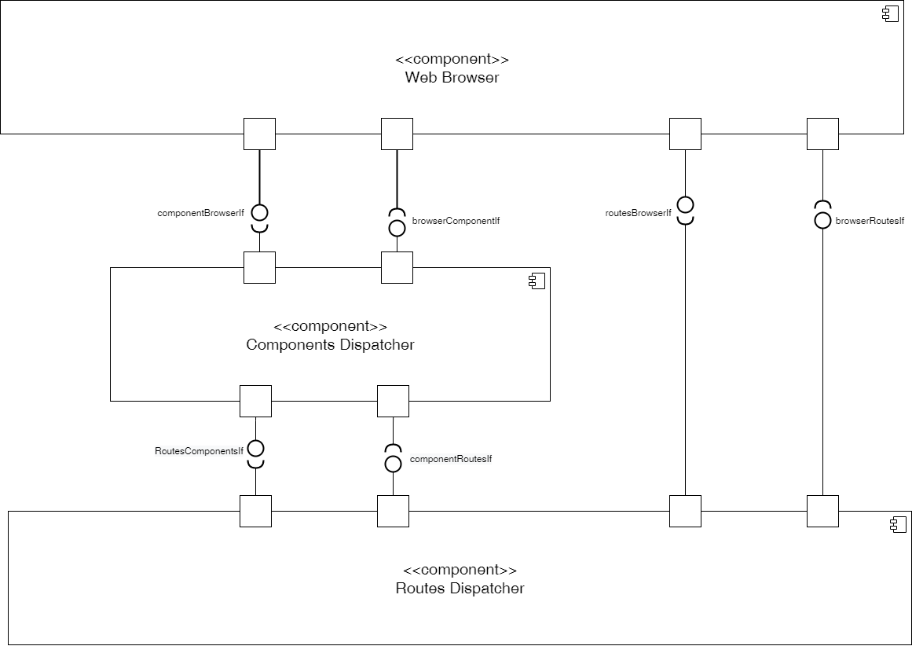 <<component>>
Web Browser
componentBrowserIf
browserComponentIf
routesBrowserIf
browserRoutesIf
<<component>>
Components Dispatcher
RoutesComponentsIf
componentRoutesIf
<<component>>
Routes Dispatcher